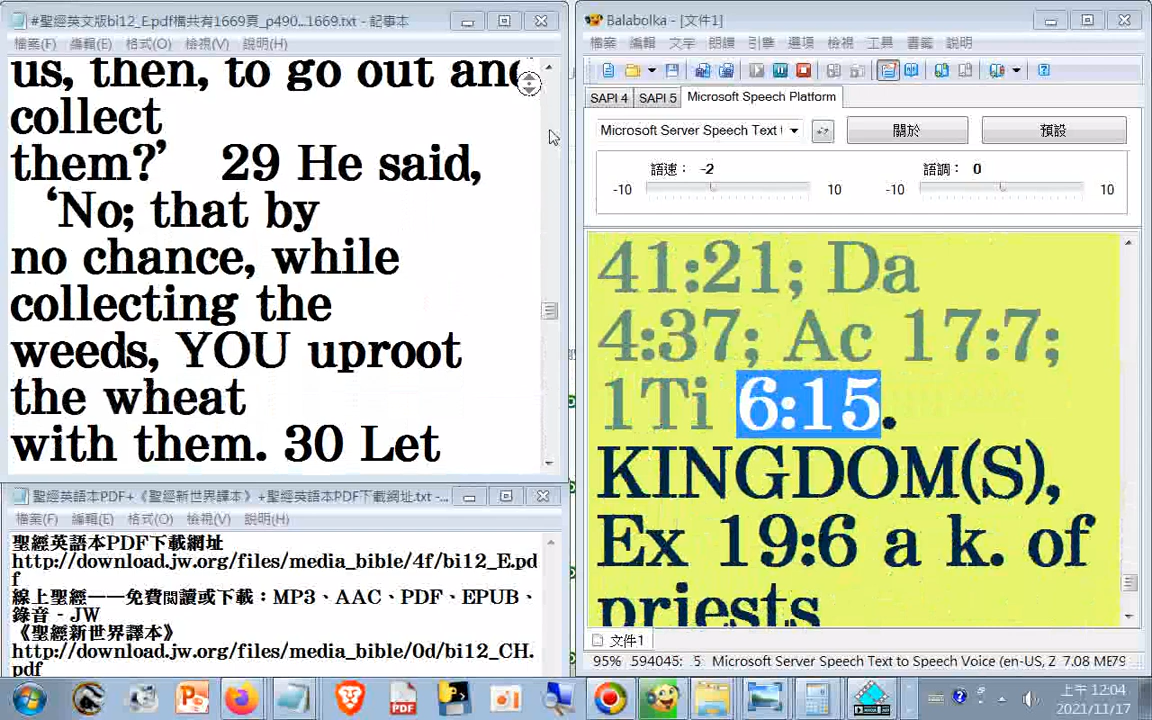 #聖經英文版bi12_E.pdf檔共有1669頁_p490...1669.txt - 記事本
檔案(F) 編輯(E) 格式(O) 檢視(V) 說明(H)
us, then, to go out and
collect
them?’ 29 He said,
‘No; that by
no chance, while
collecting the
weeds, YOU uproot
the wheat
with them. 30 Let
聖經英語本PDF+《聖經新世界譯本》+聖經英語本PDF下載網址.txt - ...
檔案(F) 編輯(E) 格式(O) 檢視(V) 說明(H)
聖經英語本PDF下載網址
http://download.jw.org/files/media_bible/4f/bi12_E.pd
f
線上聖經——免費閱讀或下載：MP3、AAC、PDF、EPUB、
錄音 - JW
《聖經新世界譯本》
http://download.jw.org/files/media_bible/0d/bi12_CH.
pdf
Balabolka - [文件1]
檔案 編輯 文字 朗讀 引擎 選項 檢視 工具 書籤 說明
SAPI 4 SAPI 5 Microsoft Speech Platform
Microsoft Server Speech Text 關於 預設
語速： -2 語調： 0
-10 10 -10 10
41:21; Da
4:37; Ac 17:7;
1Ti 6:15.
KINGDOM(S),
Ex 19:6 a k. of
priests
文件1
95% 594045: .5 Microsoft Server Speech Text to Speech Voice (en-US, Z 7.08 ME
PDF
上午 12:04
2021/11/17